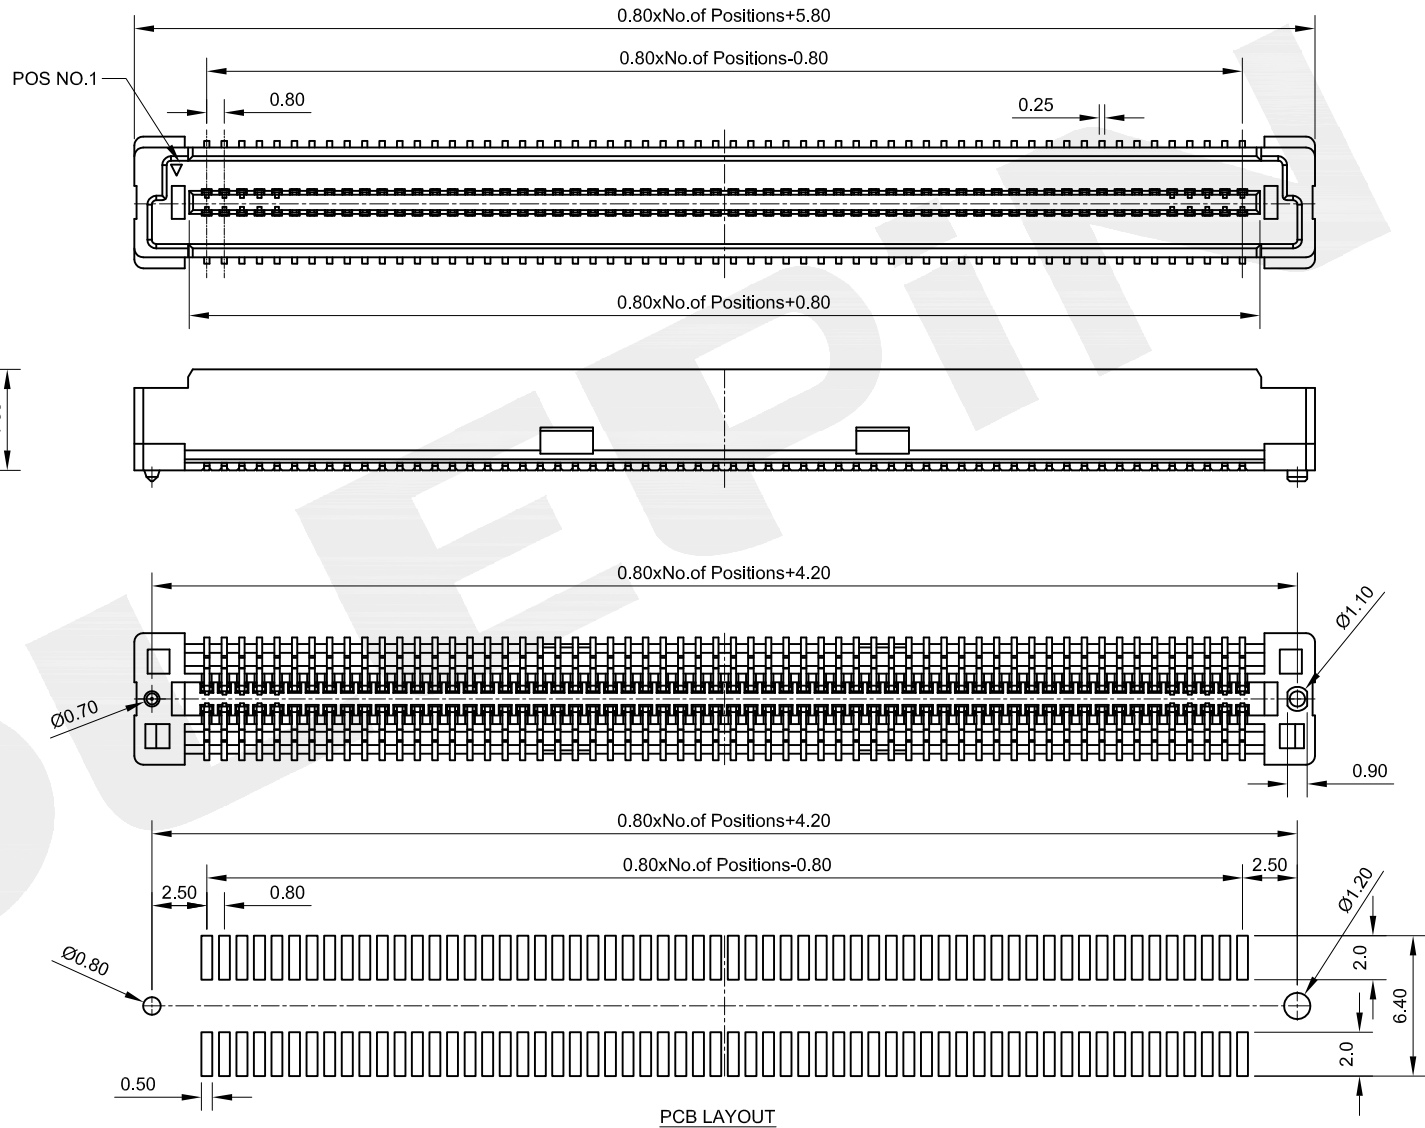 0.80xNo.of Positions+5.80
0.80xNo.of Positions-0.80
POS NO.1
0.80
0.25
0.80xNo.of Positions+0.80
0.80xNo.of Positions+4.20
Ø1.10
Ø0.70
0.90
0.80xNo.of Positions+4.20
0.80xNo.of Positions-0.80
2.50
0.80
2.50
Ø1.20
Ø0.80
2.0
6.40
2.0
0.50
PCB LAYOUT